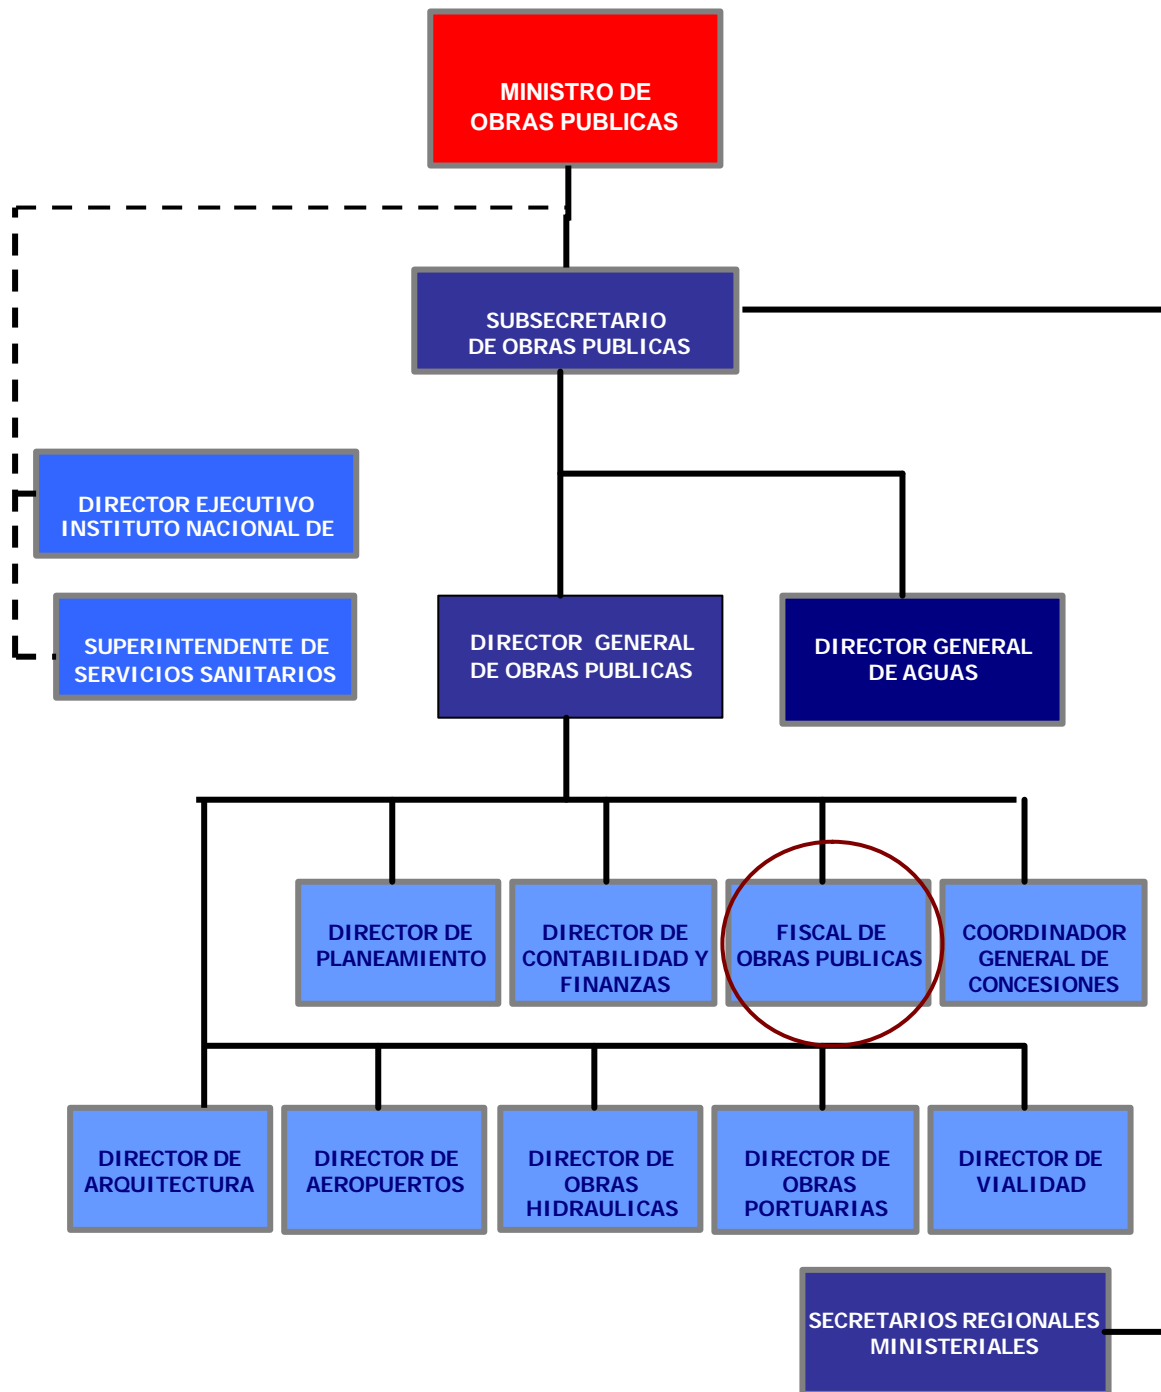 MINISTRO DE
OBRAS PUBLICAS
SUBSECRETARIO
DE OBRAS PUBLICAS
DIRECTOR EJECUTIVO
INSTITUTO NACIONAL DE
SUPERINTENDENTE DE
SERVICIOS SANITARIOS
DIRECTOR GENERAL
DE OBRAS PUBLICAS
DIRECTOR GENERAL
DE AGUAS
DIRECTOR DE
PLANEAMIENTO
DIRECTOR DE
CONTABILIDAD Y
FINANZAS
FISCAL DE
OBRAS PUBLICAS
COORDINADOR
GENERAL DE
CONCESIONES
DIRECTOR DE
ARQUITECTURA
DIRECTOR DE
AEROPUERTOS
DIRECTOR DE
OBRAS
HIDRAULICAS
DIRECTOR DE
OBRAS
PORTUARIAS
DIRECTOR DE
VIALIDAD
SECRETARIOS REGIONALES
MINISTERIALES